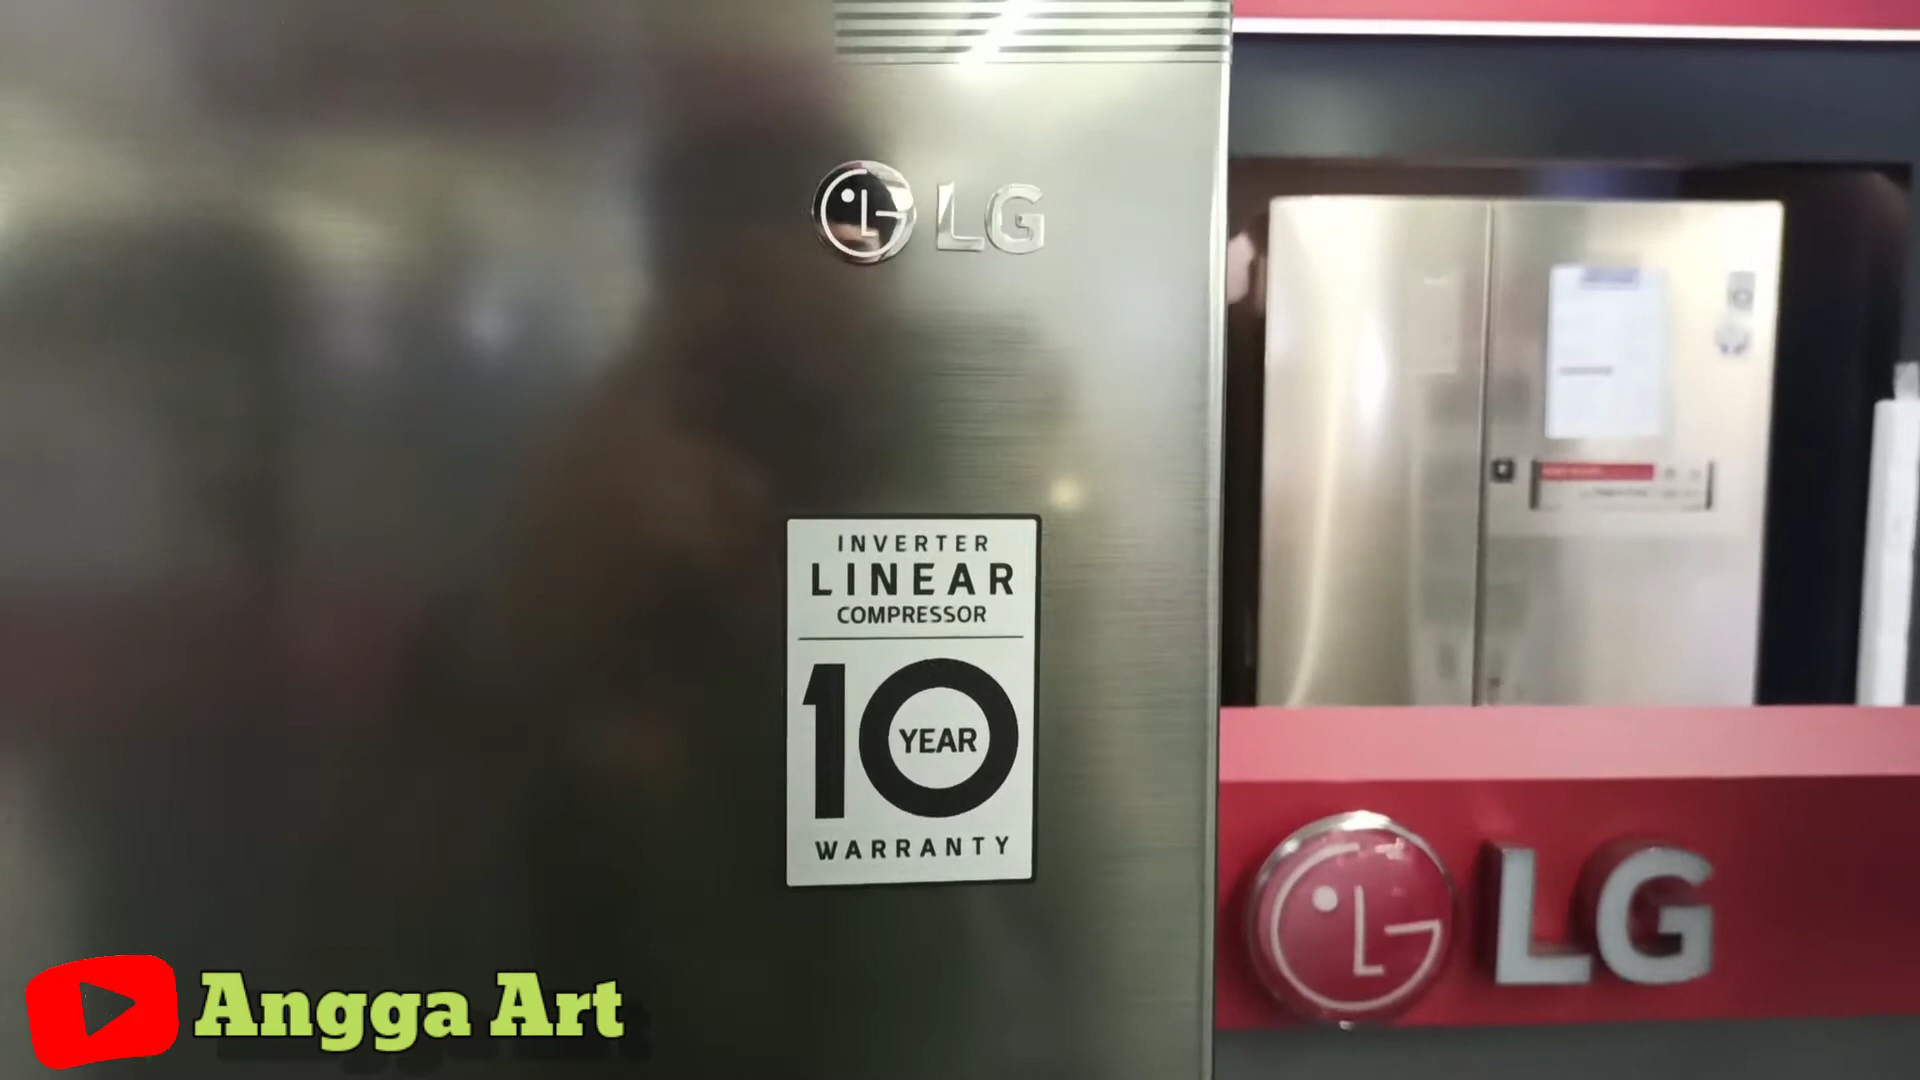 LG
INVERTER
LINEAR
COMPRESSOR
10
YEAR
WARRANTY
LG
Angga Art